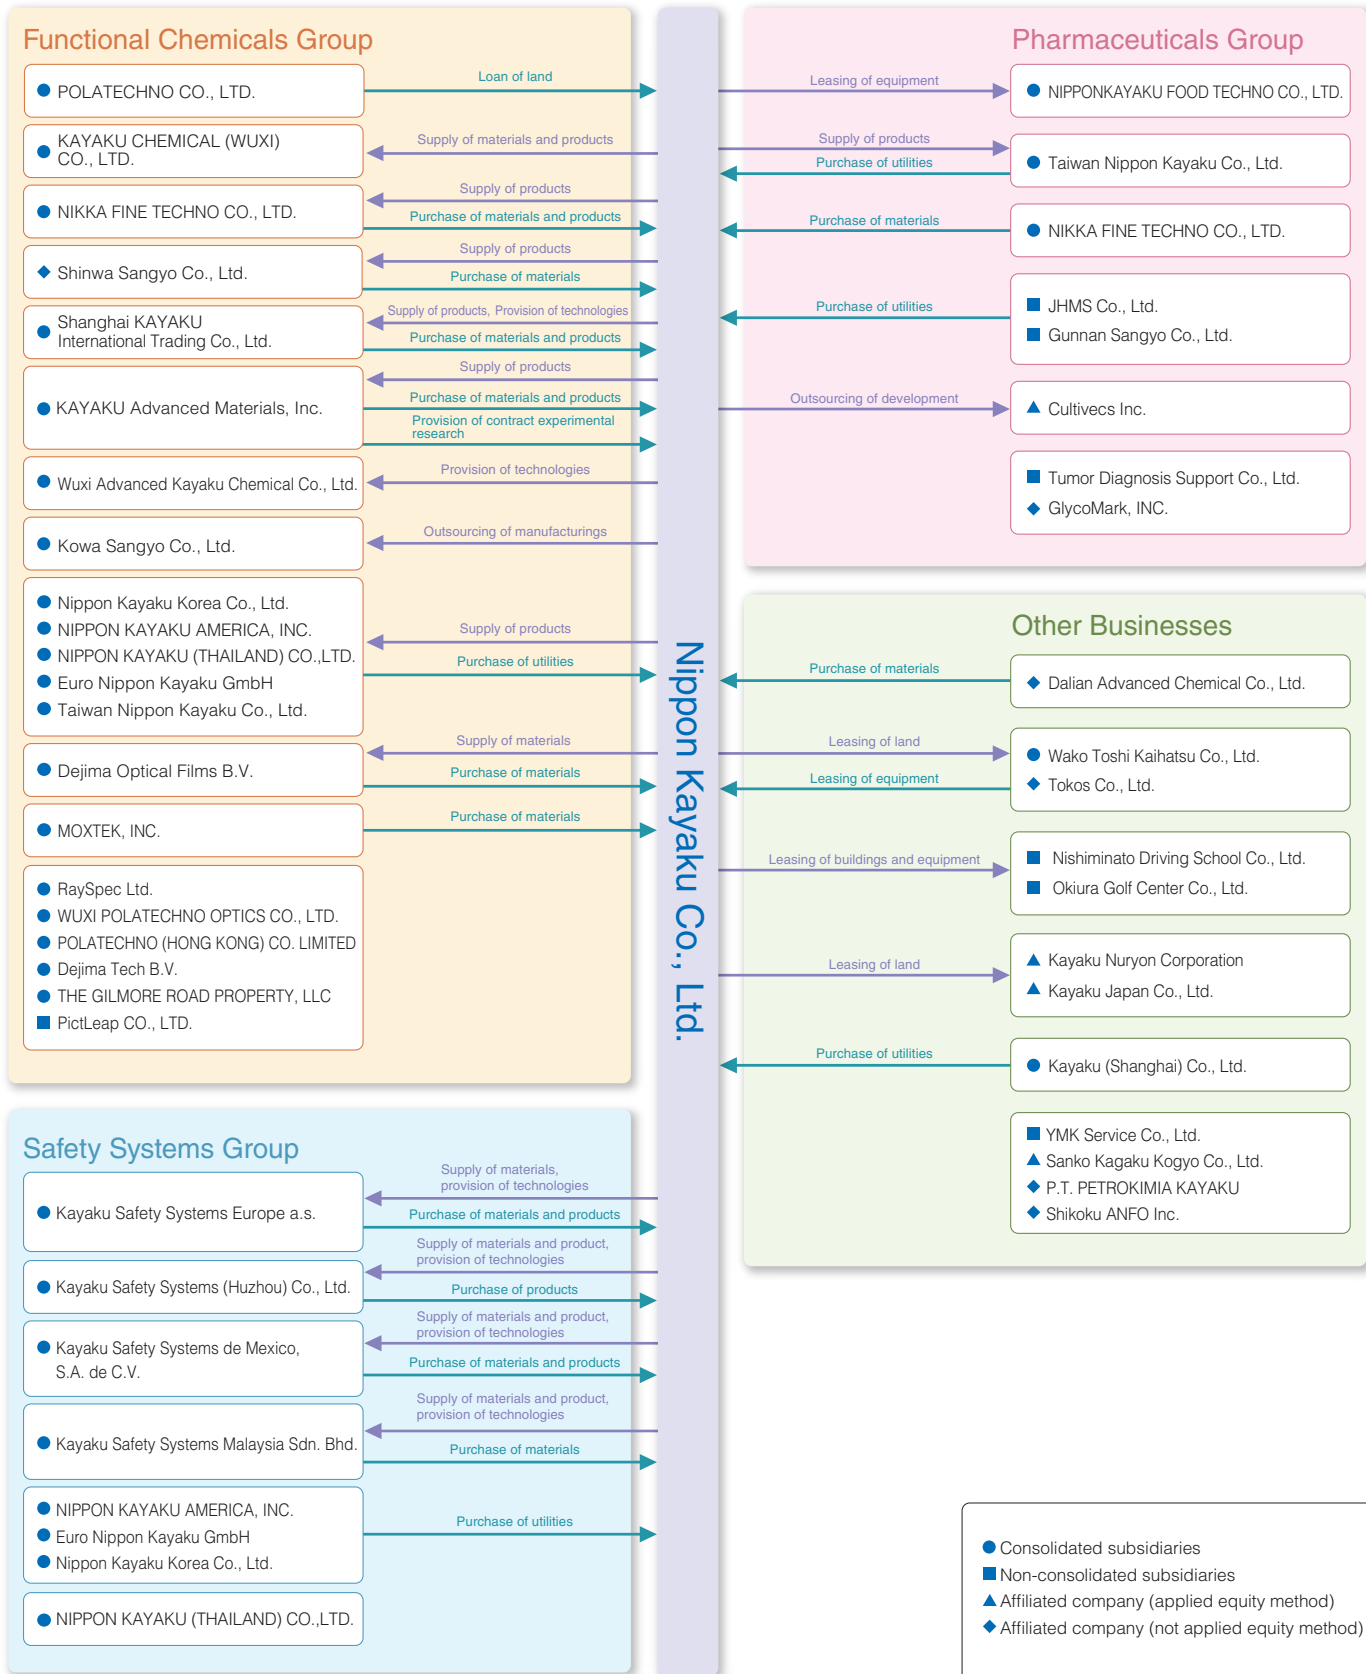 Functional Chemicals Group
POLATECHNO CO., LTD.
Loan of land
KAYAKU CHEMICAL (WUXI)
CO., LTD.
Supply of materials and products
NIKKA FINE TECHNO CO., LTD.
Supply of products
Purchase of materials and products
Shinwa Sangyo Co., Ltd.
Supply of products
Purchase of materials
Shanghai KAYAKU
International Trading Co., Ltd.
Supply of products, Provision of technologies
Purchase of materials and products
KAYAKU Advanced Materials, Inc.
Supply of products
Purchase of materials and products
Provision of contract experimental
research
Wuxi Advanced Kayaku Chemical Co., Ltd.
Provision of technologies
Kowa Sangyo Co., Ltd.
Outsourcing of manufacturings
Nippon Kayaku Korea Co., Ltd.
NIPPON KAYAKU AMERICA, INC.
NIPPON KAYAKU (THAILAND) CO.,LTD.
Euro Nippon Kayaku GmbH
Taiwan Nippon Kayaku Co., Ltd.
Supply of products
Purchase of utilities
Dejima Optical Films B.V.
Supply of materials
Purchase of materials
MOXTEK, INC.
Purchase of materials
RaySpec Ltd.
WUXI POLATECHNO OPTICS CO., LTD.
POLATECHNO (HONG KONG) CO. LIMITED
Dejima Tech B.V.
THE GILMORE ROAD PROPERTY, LLC
PictLeap CO., LTD.
Safety Systems Group
Kayaku Safety Systems Europe a.s.
Supply of materials,
provision of technologies
Purchase of materials and products
Kayaku Safety Systems (Huzhou) Co., Ltd.
Supply of materials and product,
provision of technologies
Purchase of products
Kayaku Safety Systems de Mexico,
S.A. de C.V.
Supply of materials and product,
provision of technologies
Purchase of materials and products
Kayaku Safety Systems Malaysia Sdn. Bhd.
Supply of materials and product,
provision of technologies
Purchase of materials
NIPPON KAYAKU AMERICA, INC.
Euro Nippon Kayaku GmbH
Nippon Kayaku Korea Co., Ltd.
Purchase of utilities
NIPPON KAYAKU (THAILAND) CO.,LTD.
Nippon Kayaku Co., Ltd.
Pharmaceuticals Group
Leasing of equipment
NIPPONKAYAKU FOOD TECHNO CO., LTD.
Supply of products
Purchase of utilities
Taiwan Nippon Kayaku Co., Ltd.
Purchase of materials
NIKKA FINE TECHNO CO., LTD.
Purchase of utilities
JHMS Co., Ltd.
Gunnan Sangyo Co., Ltd.
Outsourcing of development
Cultivecs Inc.
Tumor Diagnosis Support Co., Ltd.
GlycoMark, INC.
Other Businesses
Purchase of materials
Dalian Advanced Chemical Co., Ltd.
Leasing of land
Leasing of equipment
Wako Toshi Kaihatsu Co., Ltd.
Tokos Co., Ltd.
Leasing of buildings and equipment
Nishiminato Driving School Co., Ltd.
Okiura Golf Center Co., Ltd.
Leasing of land
Kayaku Nuryon Corporation
Kayaku Japan Co., Ltd.
Purchase of utilities
Kayaku (Shanghai) Co., Ltd.
YMK Service Co., Ltd.
Sanko Kagaku Kogyo Co., Ltd.
P.T. PETROKIMIA KAYAKU
Shikoku ANFO Inc.
Consolidated subsidiaries
Non-consolidated subsidiaries
Affiliated company (applied equity method)
Affiliated company (not applied equity method)